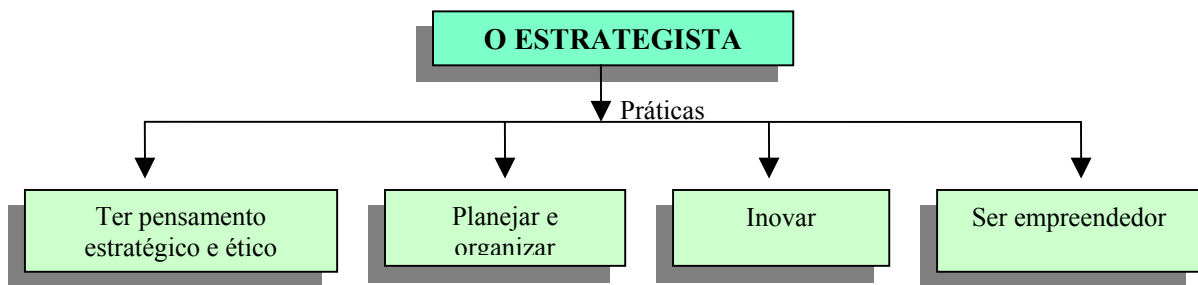 O ESTRATEGISTA
Práticas
Ter pensamento
estratégico e ético
Planejar e
organizar
Inovar
Ser empreendedor